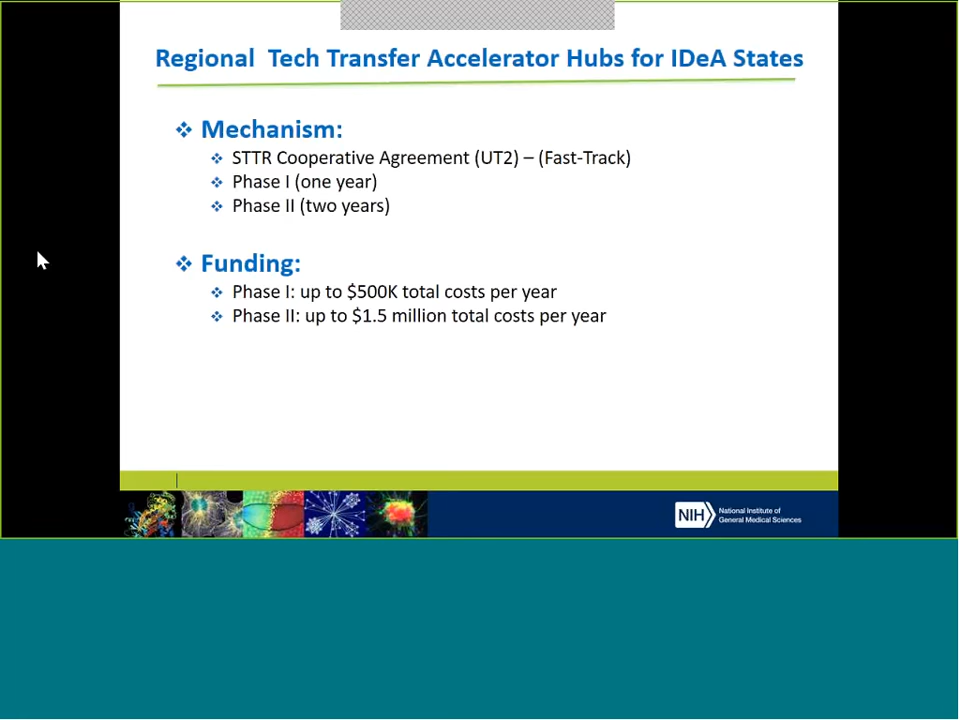 Regional Tech Transfer Accelerator Hubs for IDeA States
Mechanism:
STTR Cooperative Agreement (UT2) – (Fast-Track)
Phase I (one year)
Phase II (two years)
Funding:
Phase I: up to $500K total costs per year
Phase II: up to $1.5 million total costs per year
NIH
National Institute of
General Medical Sciences